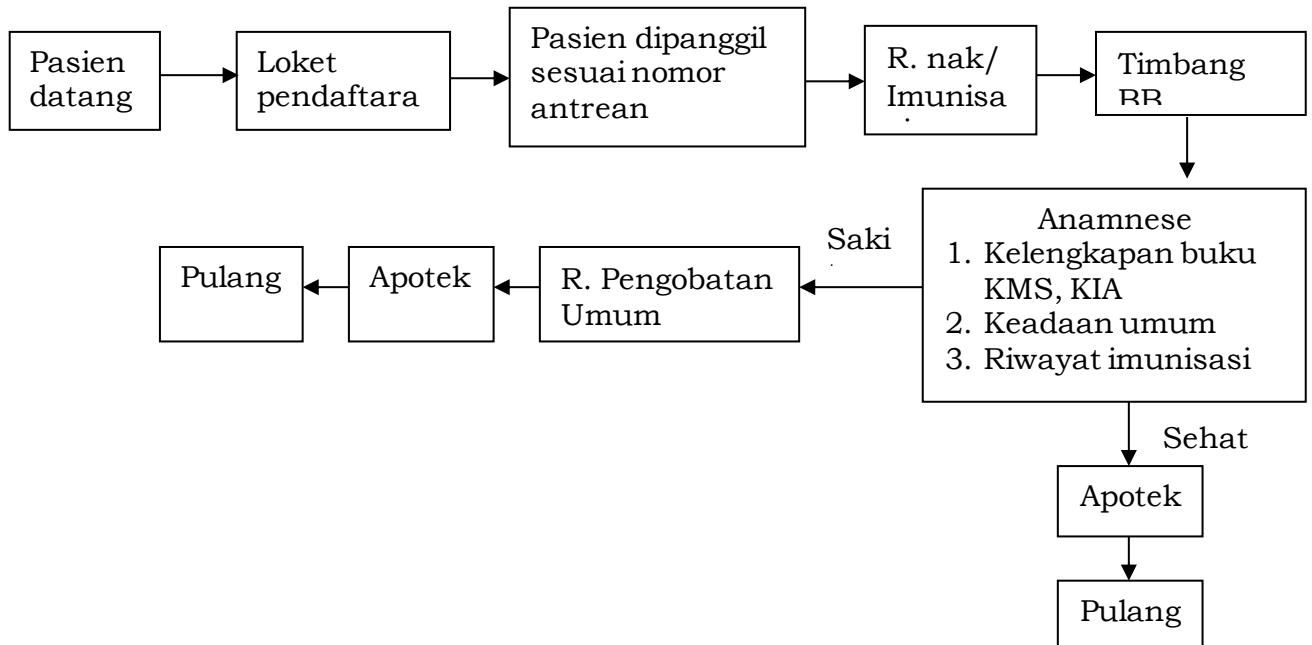 Pasien
datang
Loket
pendaftara
Pasien dipanggil
sesuai nomor
antrean
R. nak/
Imunisa
Timbang
BB
Anamnese
1. Kelengkapan buku
KMS, KIA
2. Keadaan umum
3. Riwayat imunisasi
Saki
R. Pengobatan
Umum
Apotek
Pulang
Sehat
Apotek
Pulang